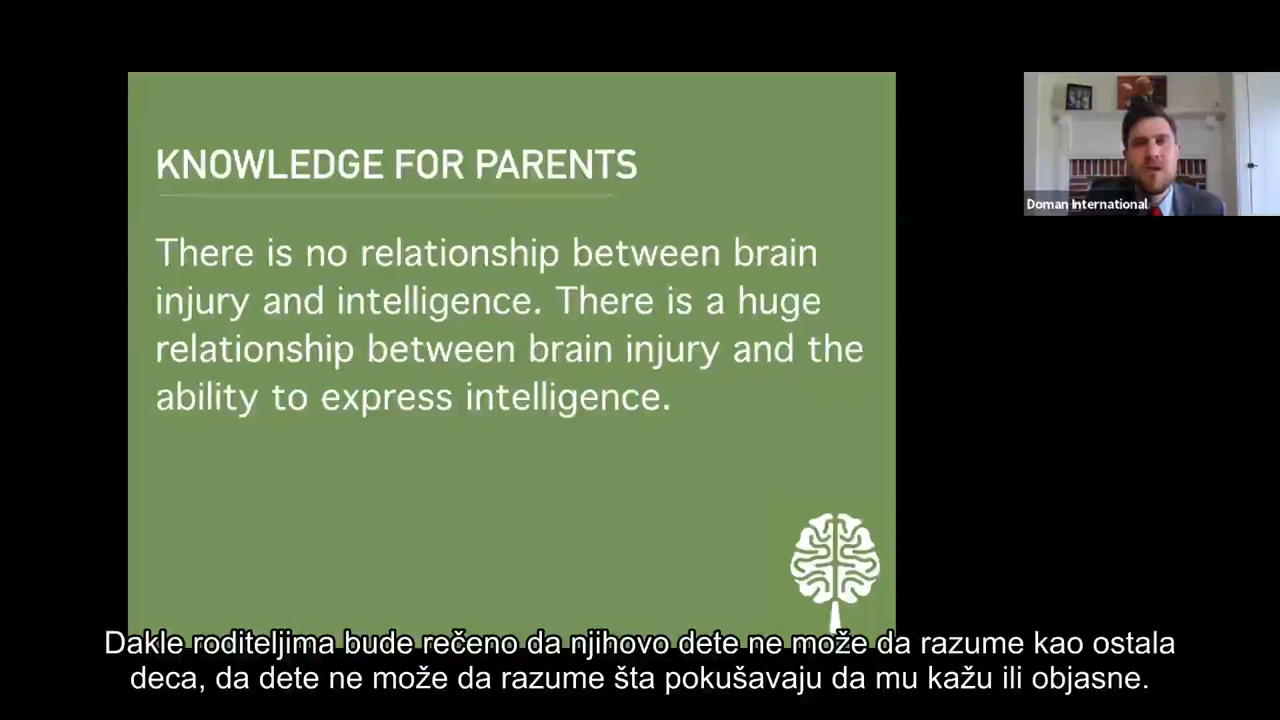 KNOWLEDGE FOR PARENTS
There is no relationship between brain
injury and intelligence. There is a huge
relationship between brain injury and the
ability to express intelligence.
Doman International
Dakle roditeljima bude rečeno da njihovo dete ne može da razume kao ostala
deca, da dete ne može da razume šta pokušavaju da mu kažu ili objasne.